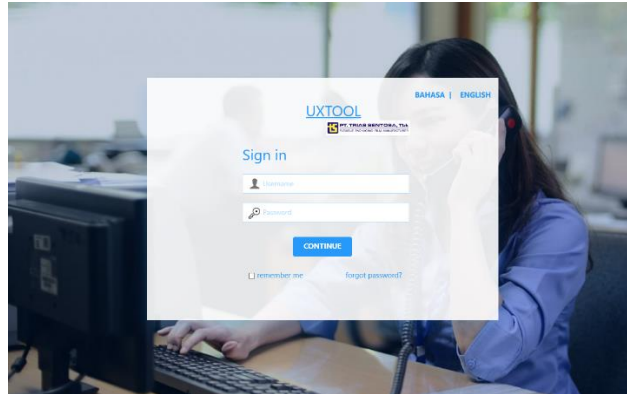 BAHASA | ENGLISH
UXTOOL
PT. TRIAS SENTOSA, Tbk
Sign in
Username
Password
CONTINUE
remember me forgot password?